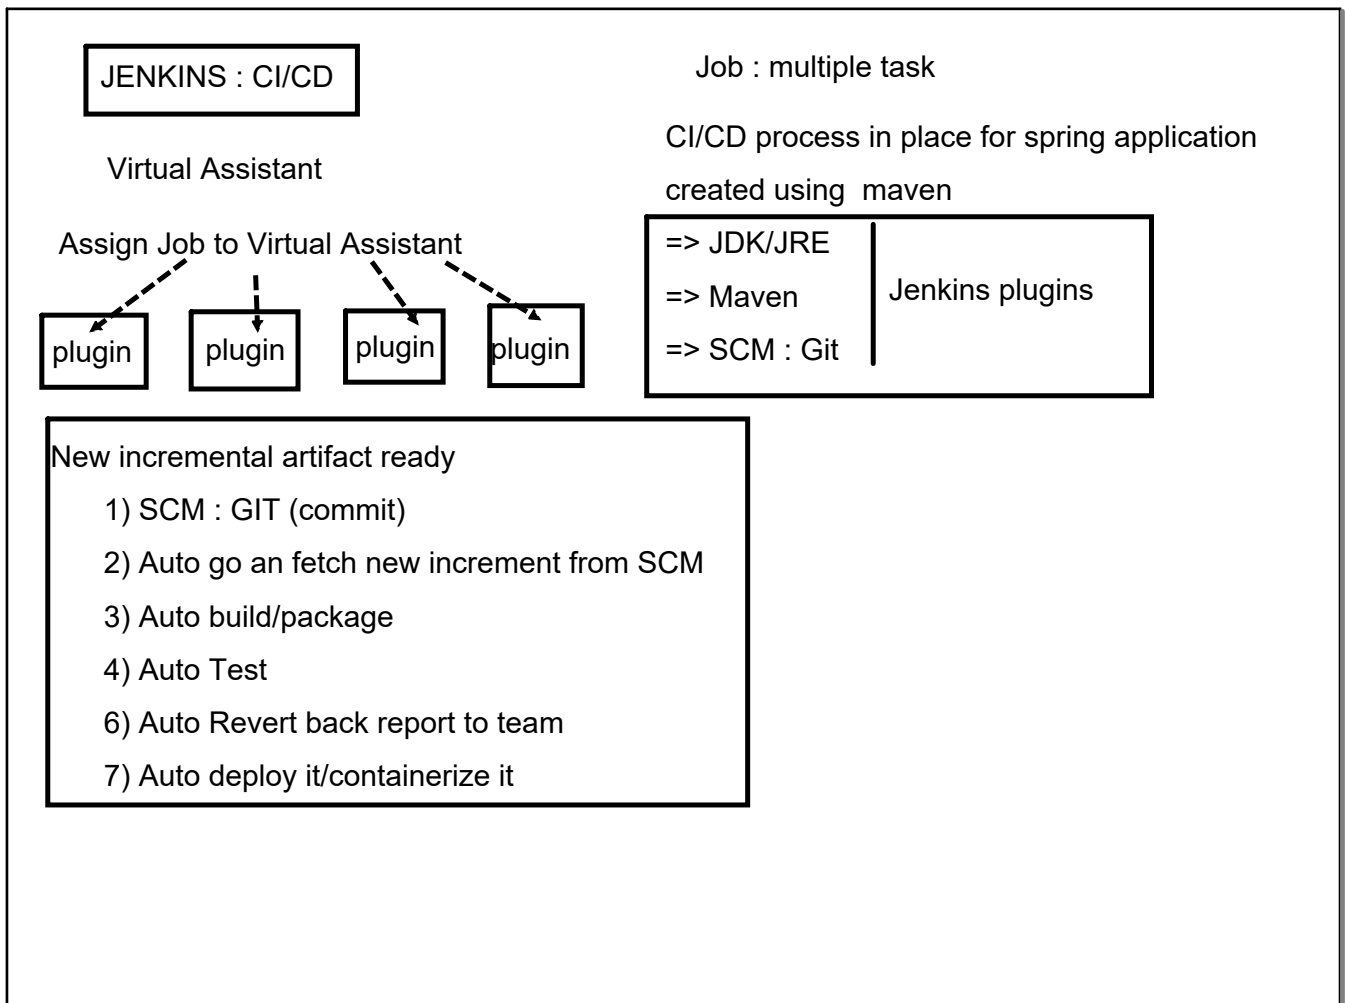 JENKINS : CI/CD
Virtual Assistant
Assign Job to Virtual Assistant
plugin
plugin
plugin
plugin
New incremental artifact ready
1) SCM : GIT (commit)
2) Auto go an fetch new increment from SCM
3) Auto build/package
4) Auto Test
6) Auto Revert back report to team
7) Auto deploy it/containerize it
Job : multiple task
CI/CD process in place for spring application
created using  maven
=> JDK/JRE
=> Maven
=> SCM : Git
Jenkins plugins